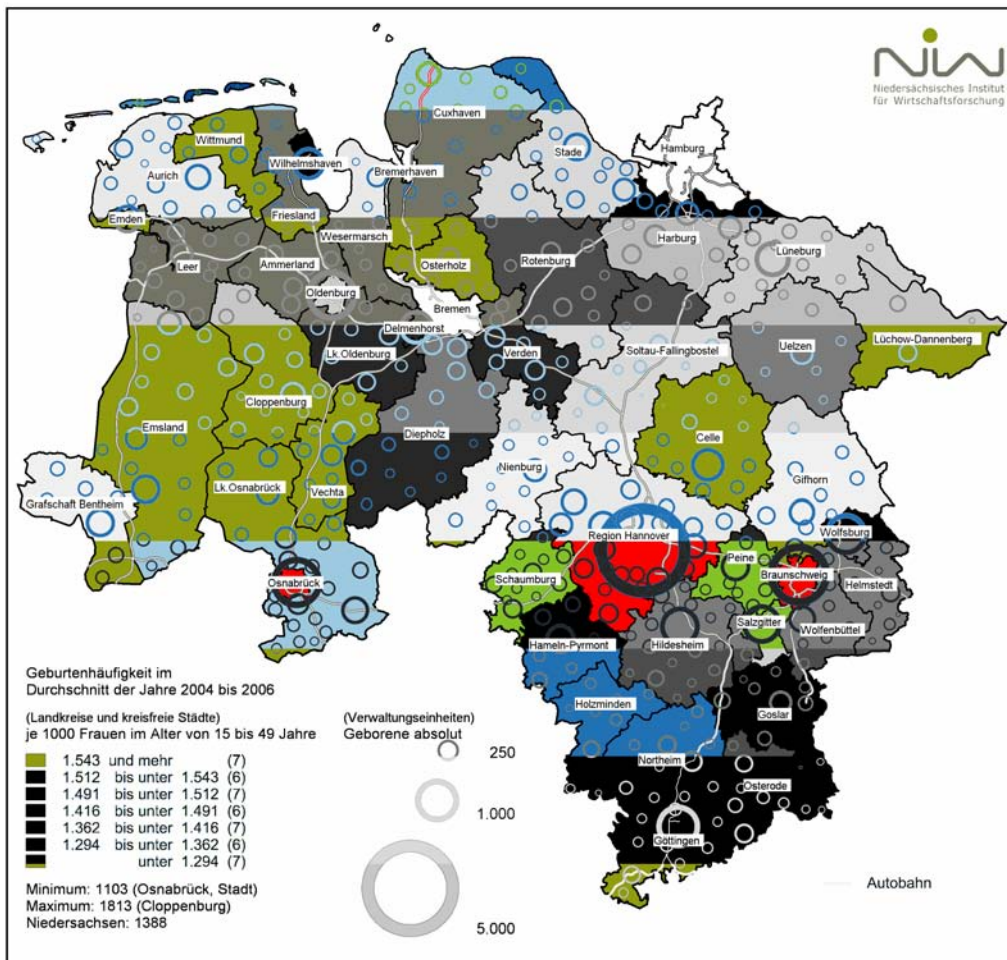 NIW
Niedersächsisches Institut
für Wirtschaftsforschung
Cuxhaven
Wittmund
Wilhelmshaven
Stade
Hamburg
Aurich
Bremerhaven
Emden
Friesland
Wesermarsch
Harburg
Lüneburg
Leer
Ammerland
Osterholz
Rotenburg
Oldenburg
Bremen
Delmenhorst
Lk.Oldenburg
Verden
Soltau-Fallingbostel
Uelzen
Lüchow-Dannenberg
Cloppenburg
Emsland
Diepholz
Celle
Nienburg
Gifhorn
Lk.Osnabrück
Vechta
Grafschaft Bentheim
Region Hannover
Wolfsburg
Peine
Braunschweig
Helmstedt
Osnabrück
Schaumburg
Salzgitter
Wolfenbüttel
Hameln-Pyrmont
Hildesheim
Holzminden
Goslar
Northeim
Osterode
Göttingen
Geburtenhäufigkeit im
Durchschnitt der Jahre 2004 bis 2006
(Landkreise und kreisfreie Städte)
je 1000 Frauen im Alter von 15 bis 49 Jahre
1.543 und mehr (7)
1.512 bis unter 1.543 (6)
1.491 bis unter 1.512 (7)
1.416 bis unter 1.491 (6)
1.362 bis unter 1.416 (7)
1.294 bis unter 1.362 (6)
unter 1.294 (7)
Minimum: 1103 (Osnabrück, Stadt)
Maximum: 1813 (Cloppenburg)
Niedersachsen: 1388
(Verwaltungseinheiten)
Geborene absolut
250
1.000
5.000
Autobahn